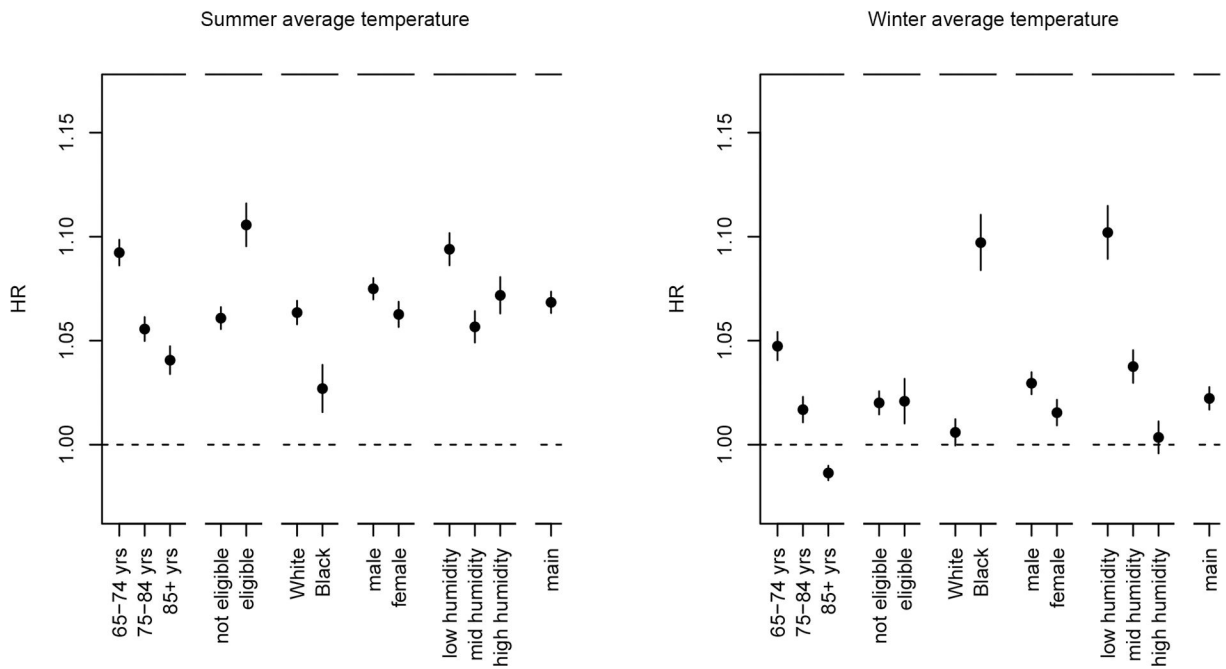 Summer average temperature
HR
1.15
1.10
1.05
1.00
65−74 yrs
75−84 yrs
85+ yrs
not eligible
eligible
White
Black
male
female
low humidity
mid humidity
high humidity
main
Winter average temperature
HR
1.15
1.10
1.05
1.00
65−74 yrs
75−84 yrs
85+ yrs
not eligible
eligible
White
Black
male
female
low humidity
mid humidity
high humidity
main